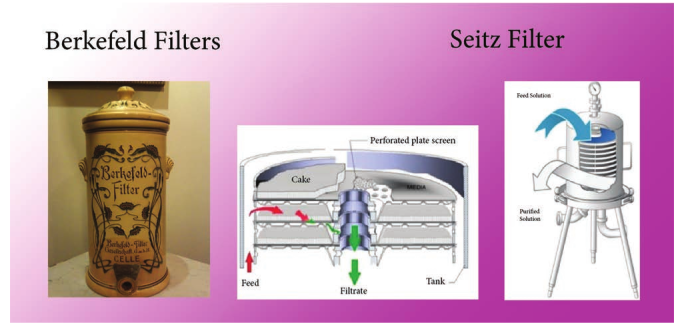 Berkefeld Filters
Seitz Filter
Berkefeld-
Filter
Berkefeld-Filter
CELLE
Perforated plate screen
Cake
MEDIA
Feed
Filtrate
Tank
Feed Solution
Purified
Solution